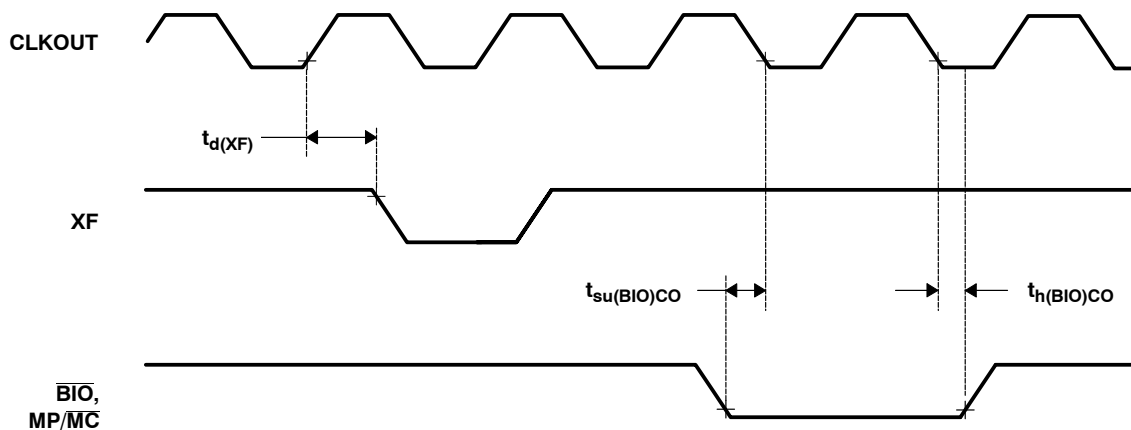 CLKOUT
td(XF)
XF
tsu(BIO)CO
th(BIO)CO
BIO,
MP/MC